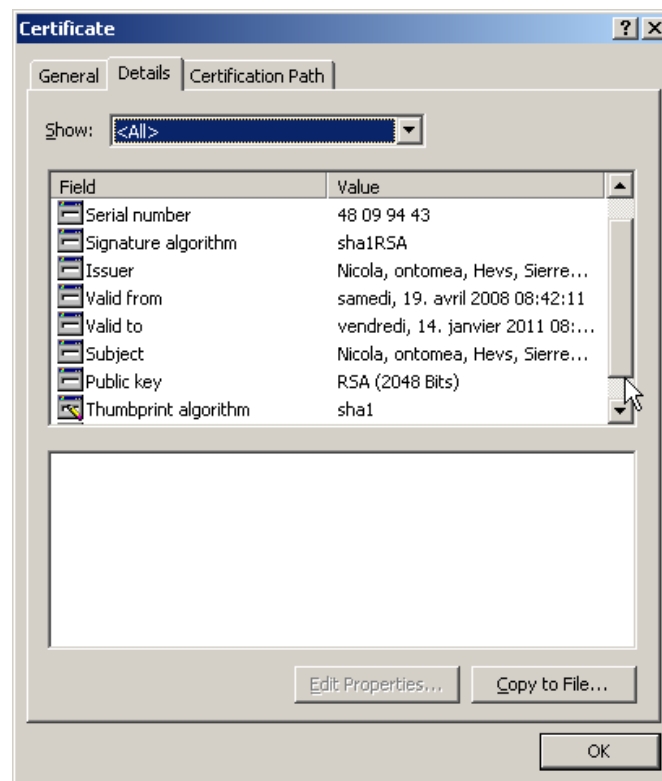 Certificate
General Details Certification Path
Show: <All>
Field Value
Serial number 48 09 94 43
Signature algorithm sha1RSA
Issuer Nicola, ontomea, Hevs, Sierre...
Valid from samedi, 19. avril 2008 08:42:11
Valid to vendredi, 14. janvier 2011 08:...
Subject Nicola, ontomea, Hevs, Sierre...
Public key RSA (2048 Bits)
Thumbprint algorithm sha1
Edit Properties... Copy to File...
OK